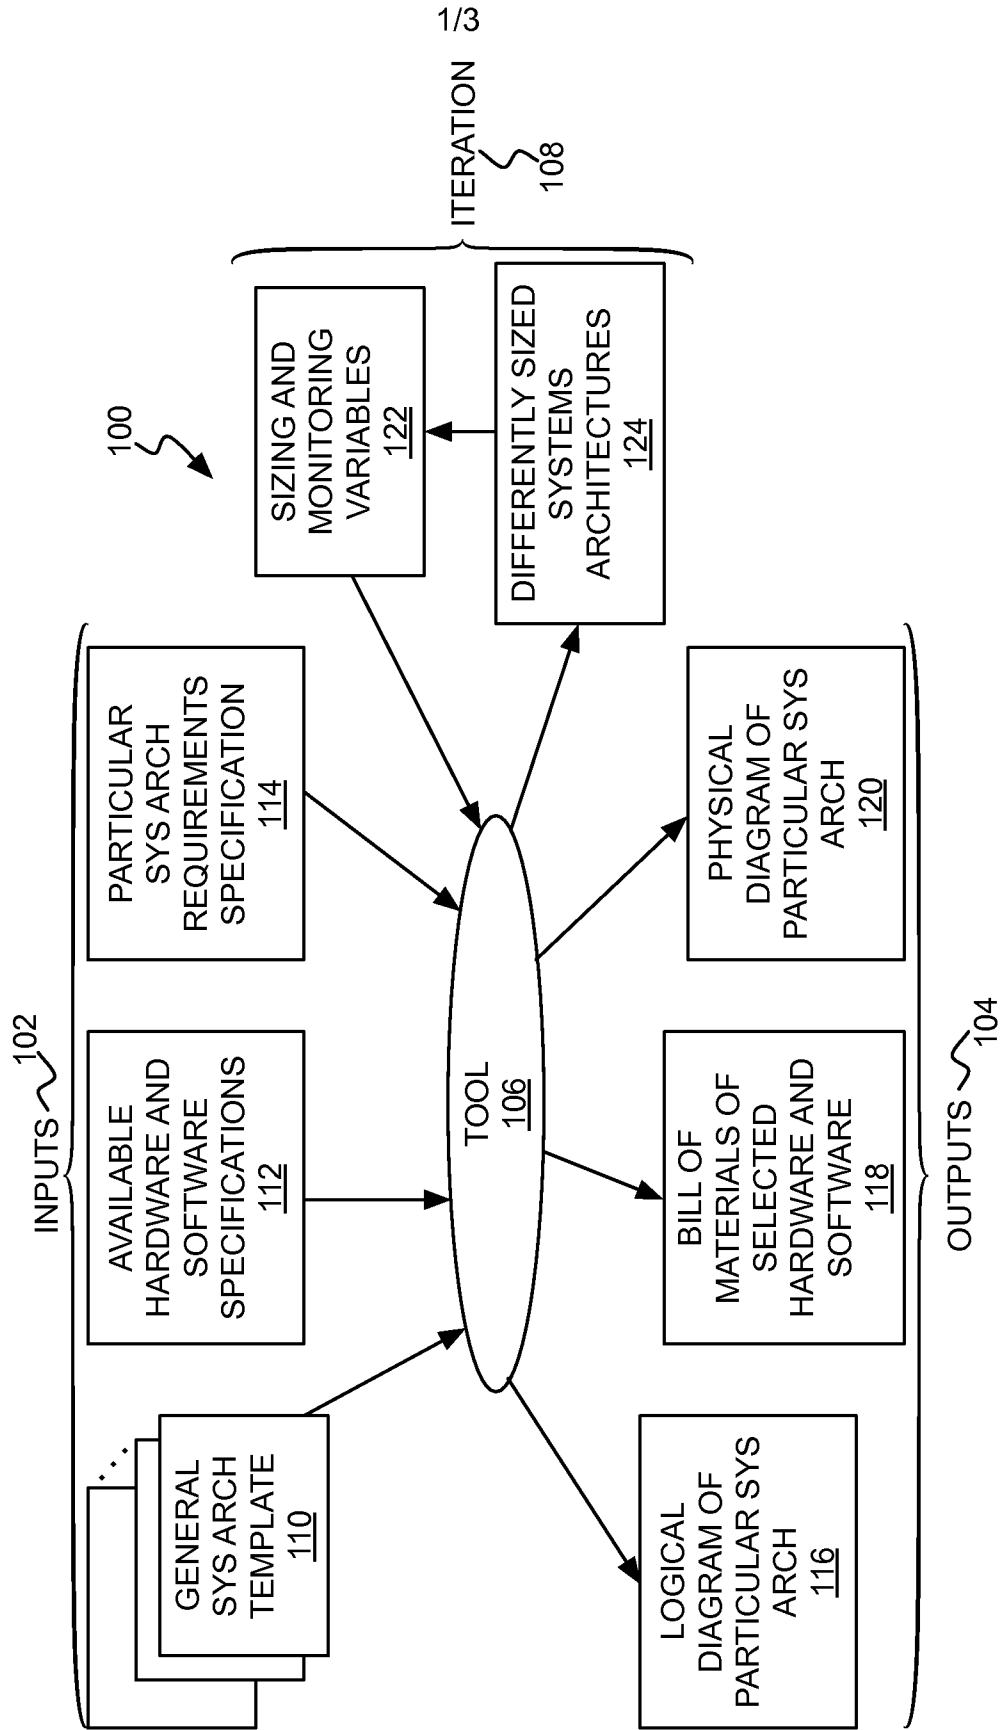 1/3
100
INPUTS
102
GENERAL
SYS ARCH
TEMPLATE
110
AVAILABLE
HARDWARE AND
SOFTWARE
SPECIFICATIONS
112
PARTICULAR
SYS ARCH
REQUIREMENTS
SPECIFICATION
114
SIZING AND
MONITORING
VARIABLES
122
ITERATION
108
TOOL
106
DIFFERENTLY SIZED
SYSTEMS
ARCHITECTURES
124
LOGICAL
DIAGRAM OF
PARTICULAR SYS
ARCH
116
BILL OF
MATERIALS OF
SELECTED
HARDWARE AND
SOFTWARE
118
PHYSICAL
DIAGRAM OF
PARTICULAR SYS
ARCH
120
OUTPUTS
104